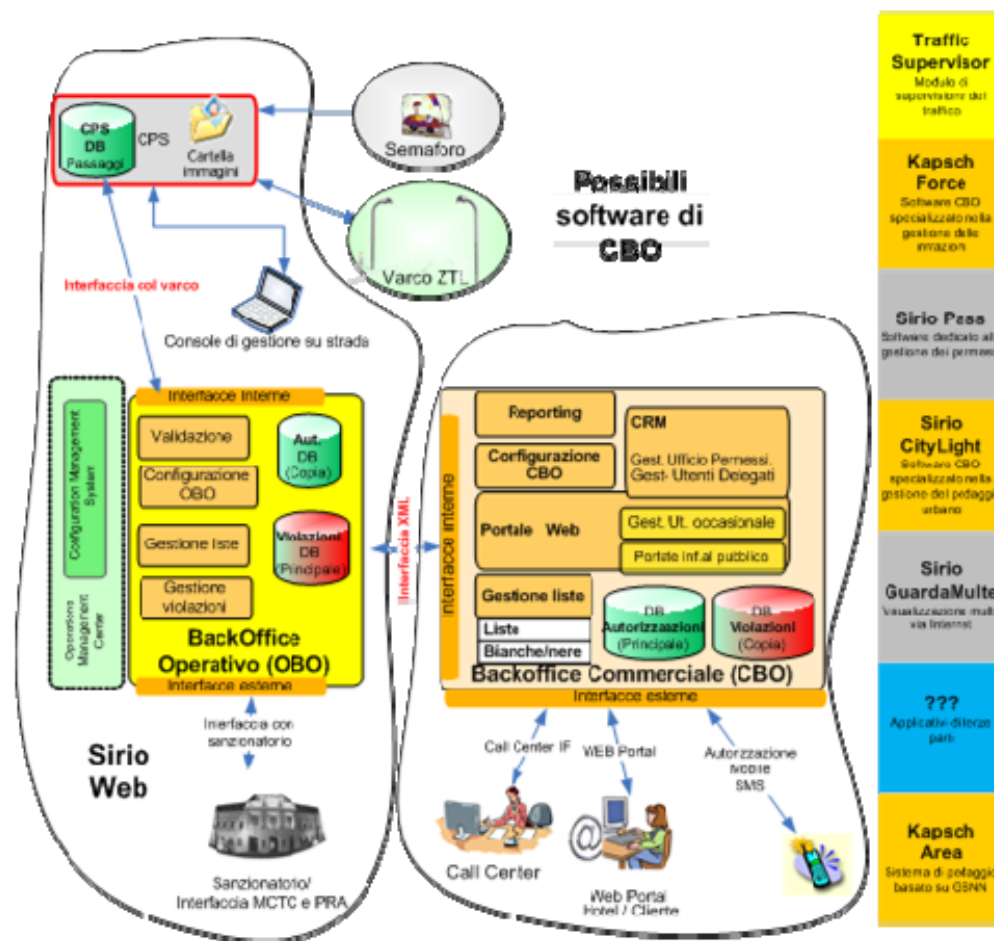 CPS
DB
Passaggi
CPS
Cartella
immagini
Semaforo
Varco ZTL
Possibili
software di
CBO
Interfaccia col varco
Console di gestione su strada
Configuration Management
System
Operations
Management
Center
Interfacce Interne
Validazione
Configurazione
OBO
Gestione liste
Gestione
violazioni
Aut.
DB
(Copia)
Violazioni
DB
(Principale)
BackOffice
Operativo (OBO)
Interfacce esterne
Interfaccia con
sanzionatorio
Sirio
Web
Sanzionatorio/
Interfaccia MCTC e PRA
Interfaccia XML
Interfacce interne
Reporting
Configurazione
CBO
CRM
Gest. Ufficio Permessi.
Gest- Utenti Delegati
Portale Web
Gest. Ut. occasionale
Portale inf.al pubblico
Gestione liste
Liste
Bianche/nere
DB
Autorizzaazioni
(Principale)
DB
Violazioni
(Copia)
Backoffice Commerciale (CBO)
Interfacce esterne
Call Center IF
WEB Portal
Autorizzazione
Mobile
SMS
Call Center
Web Portal
Hotel / Cliente
Traffic
Supervisor
Modulo di
supervisione del
traffico
Kapsch
Force
Software CBO
specializzato nella
gestione delle
infrazioni
Sirio Pass
Software dedicato alla
gestione dei permessi
Sirio
CityLight
Software CBO
specializzato nella
gestione del pedaggio
urbano
Sirio
GuardaMulte
Visualizzazione multe
via Internet
???
Applicativi di terze
parti
Kapsch
Area
Sistema di pedaggio
basato su GSNN